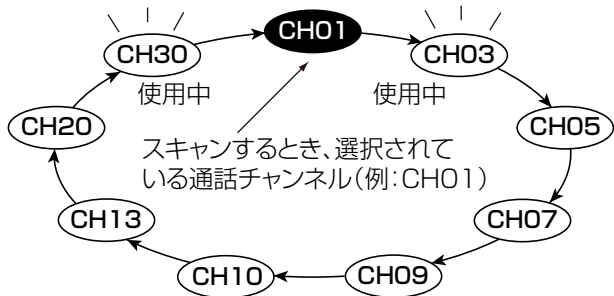 CH01
CH30
CH03
使用中
使用中
CH20
CH05
スキャンするとき、選択されて
いる通話チャンネル(例:CH01)
CH13
CH07
CH10
CH09